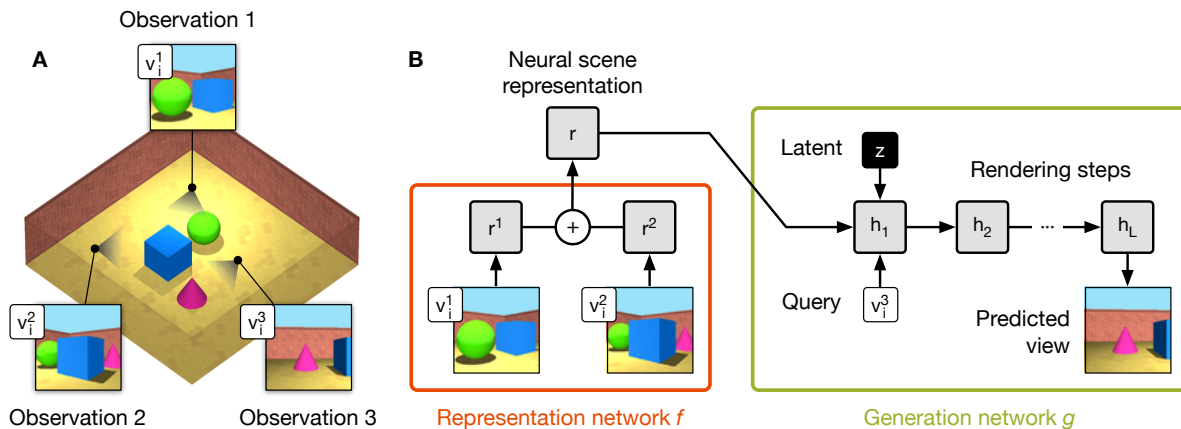 Observation 1
A
v_i^1
Observation 2
v_i^2
Observation 3
v_i^3
B
Neural scene
representation
r
r^1
+
r^2
v_i^1
v_i^2
Representation network f
Latent
z
Rendering steps
h_1
h_2
...
h_L
Query
v_i^3
Predicted
view
Generation network g